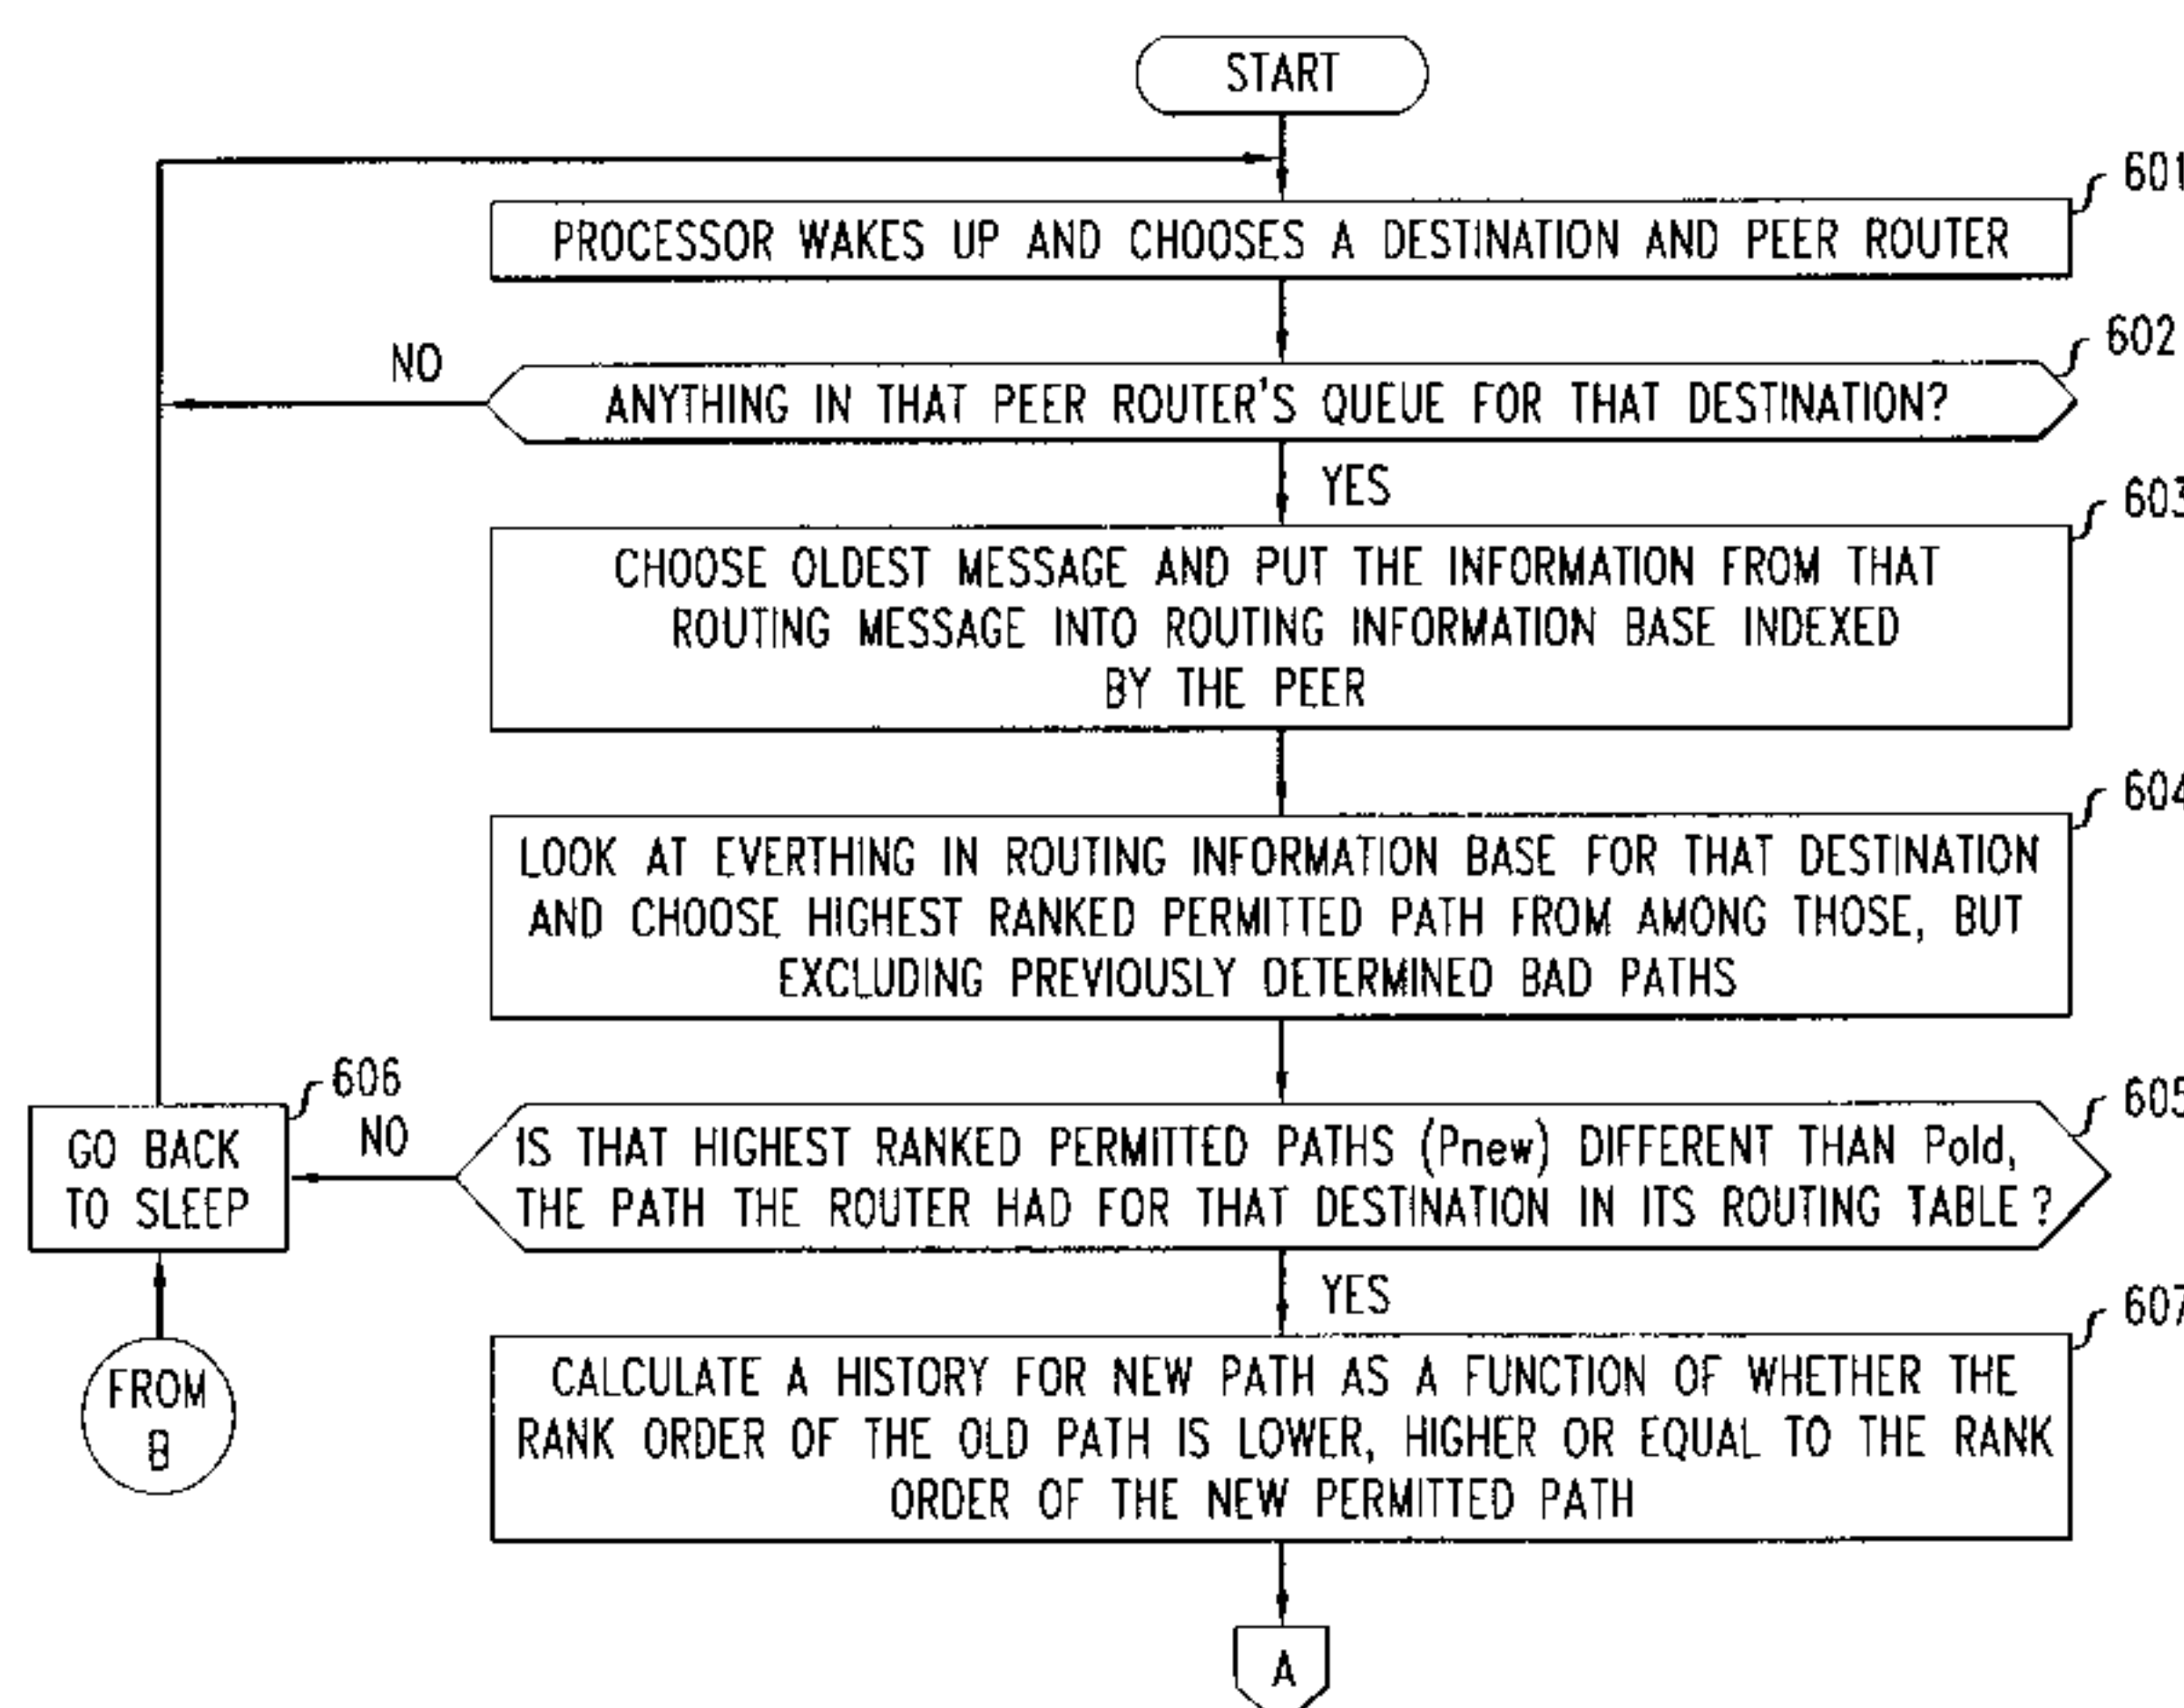 START
601
PROCESSOR WAKES UP AND CHOOSES A DESTINATION AND PEER ROUTER
602
NO
ANYTHING IN THAT PEER ROUTER'S QUEUE FOR THAT DESTINATION?
YES
603
CHOOSE OLDEST MESSAGE AND PUT THE INFORMATION FROM THAT
ROUTING MESSAGE INTO ROUTING INFORMATION BASE INDEXED
BY THE PEER
604
LOOK AT EVERTHING IN ROUTING INFORMATION BASE FOR THAT DESTINATION
AND CHOOSE HIGHEST RANKED PERMITTED PATH FROM AMONG THOSE, BUT
EXCLUDING PREVIOUSLY DETERMINED BAD PATHS
606
GO BACK
TO SLEEP
NO
605
IS THAT HIGHEST RANKED PERMITTED PATHS (Pnew) DIFFERENT THAN Pold,
THE PATH THE ROUTER HAD FOR THAT DESTINATION IN ITS ROUTING TABLE?
YES
607
FROM
B
CALCULATE A HISTORY FOR NEW PATH AS A FUNCTION OF WHETHER THE
RANK ORDER OF THE OLD PATH IS LOWER, HIGHER OR EQUAL TO THE RANK
ORDER OF THE NEW PERMITTED PATH
A